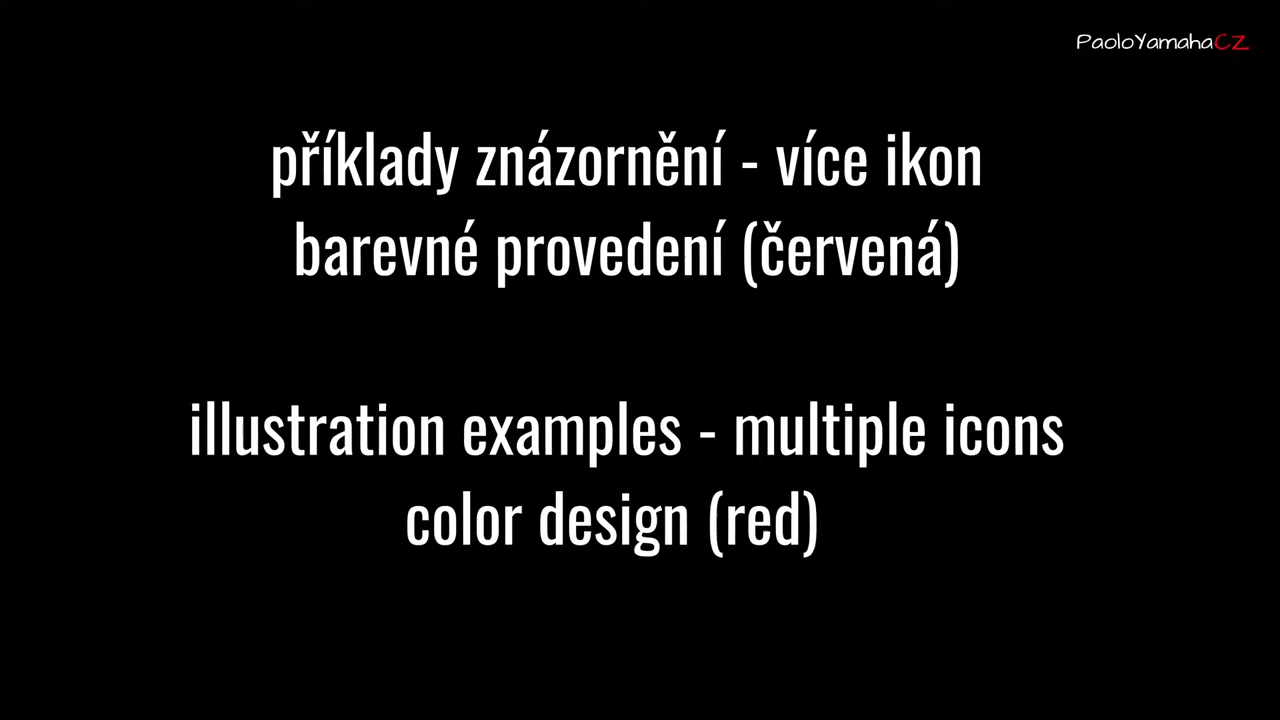 PaoloYamahaCZ
příklady znázornění - více ikon
barevné provedení (červená)
illustration examples - multiple icons
color design (red)